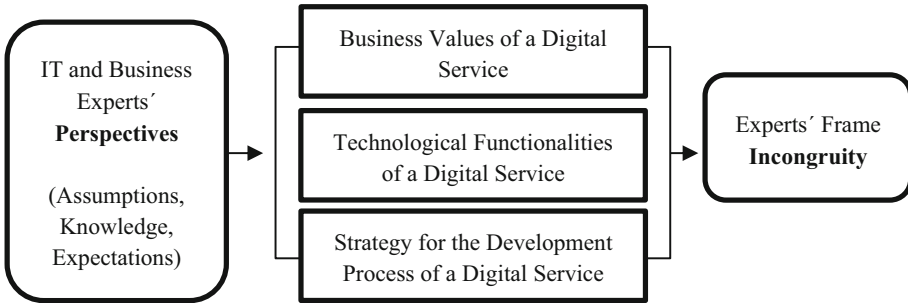 IT and Business
Experts´
Perspectives
(Assumptions,
Knowledge,
Expectations)
Business Values of a Digital
Service
Technological Functionalities
of a Digital Service
Strategy for the Development
Process of a Digital Service
Experts´ Frame
Incongruity